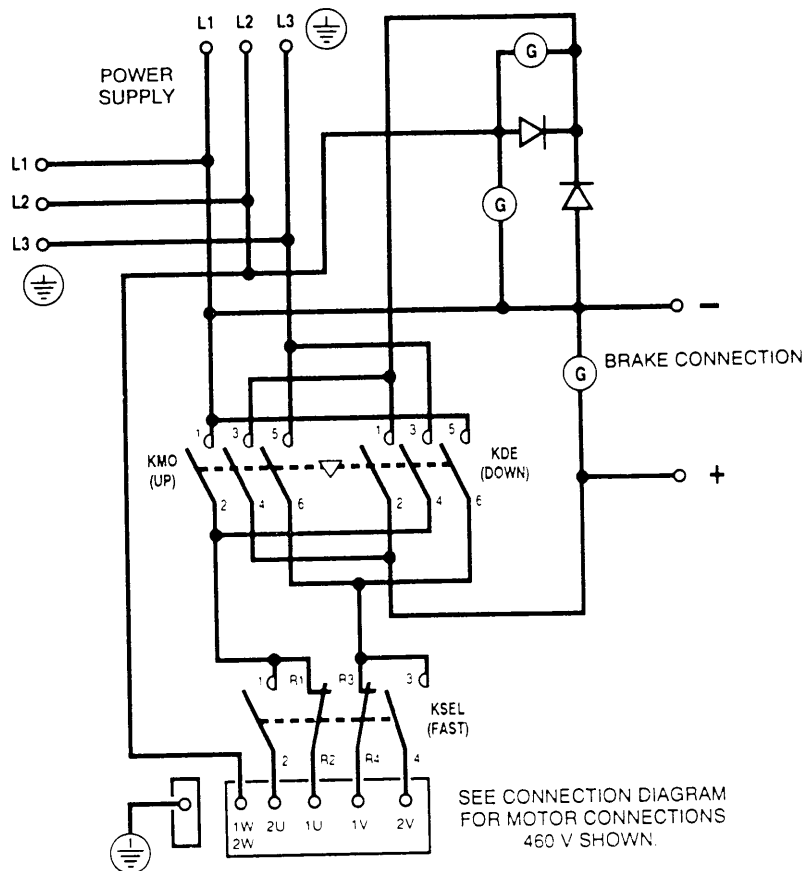 L1 L2 L3
POWER
SUPPLY
G
L1
G
L2
L3
−
G
BRAKE CONNECTION
1 3 5 1 3 5
KMO
(UP)
KDE
(DOWN)
+
2 4 6 2 4 6
1 R1 R3 3
KSEL
(FAST)
2 R2 R4 4
1W 2U 1U 1V 2V
2W
SEE CONNECTION DIAGRAM
FOR MOTOR CONNECTIONS
460 V SHOWN.